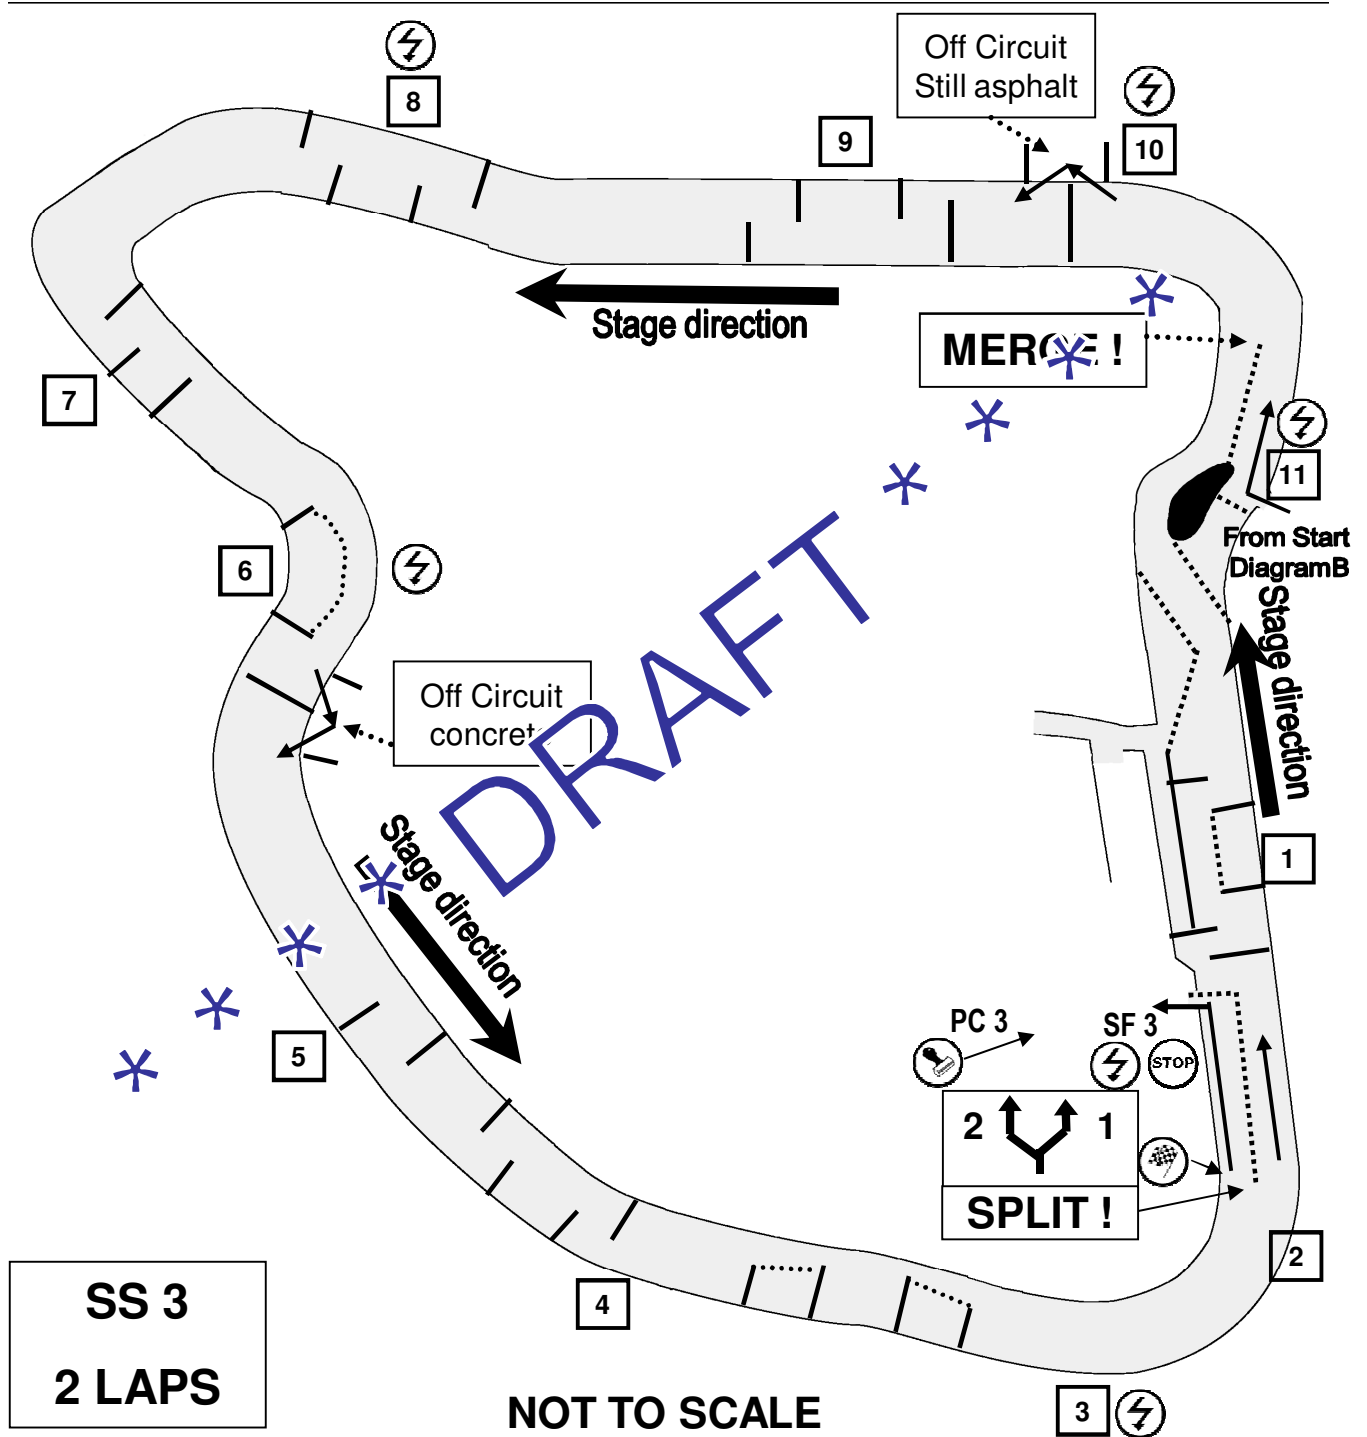 8
Off Circuit
Still asphalt
10
9
Stage direction
MERGE !
7
11
From Start
DiagramB
6
Stage direction
Off Circuit
concrete
DRAFT
1
Stage direction
5
PC 3
SF 3
STOP
2 1
SPLIT !
2
4
SS 3
2 LAPS
NOT TO SCALE
3